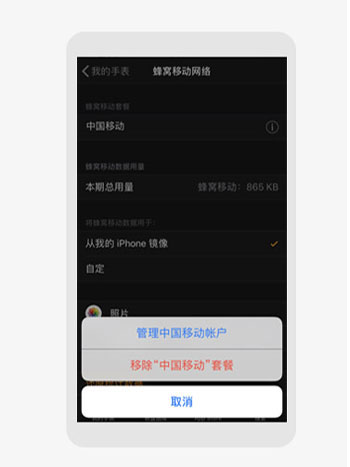 我的手表
蜂窝移动网络
蜂窝移动套餐
中国移动
蜂窝移动数据用量
本期总用量 蜂窝移动：865 KB
将蜂窝移动数据用于：
从我的 iPhone 镜像
自定
照片
管理中国移动帐户
移除“中国移动”套餐
取消